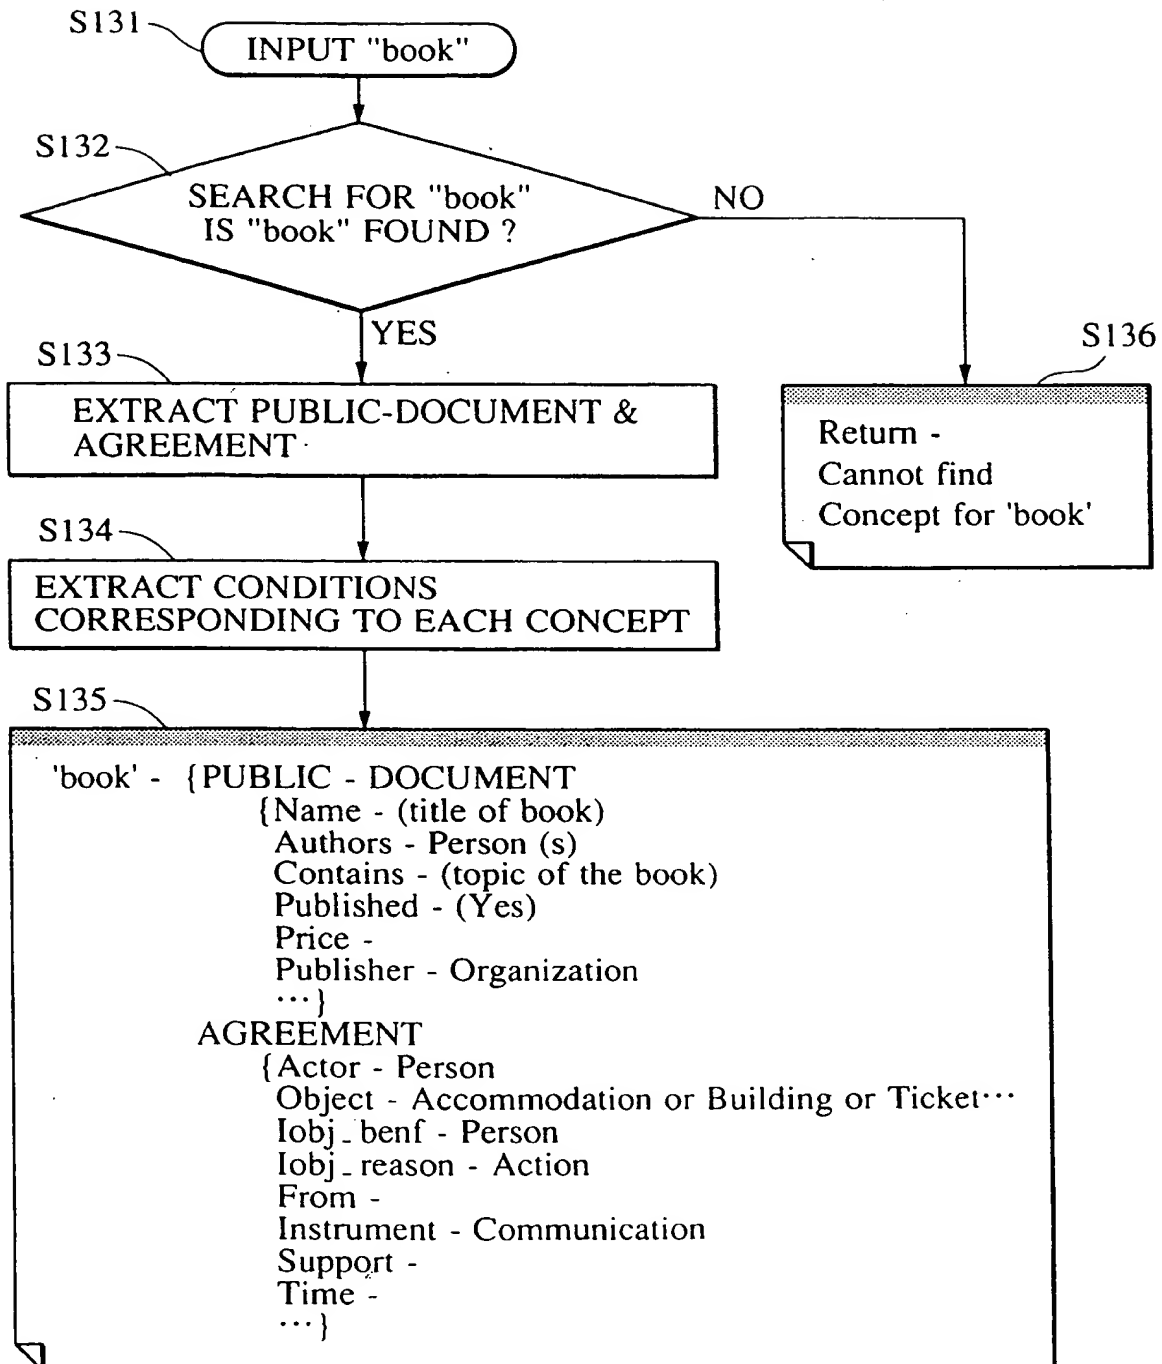 S131
INPUT "book"
S132
SEARCH FOR "book"
IS "book" FOUND ?
NO
YES
S133
EXTRACT PUBLIC-DOCUMENT &
AGREEMENT
S136
Return -
Cannot find
Concept for 'book'
S134
EXTRACT CONDITIONS
CORRESPONDING TO EACH CONCEPT
S135
'book' - {PUBLIC - DOCUMENT
{Name - (title of book)
Authors - Person (s)
Contains - (topic of the book)
Published - (Yes)
Price -
Publisher - Organization
...}
AGREEMENT
{Actor - Person
Object - Accommodation or Building or Ticket...
Iobj_benf - Person
Iobj_reason - Action
From -
Instrument - Communication
Support -
Time -
...}